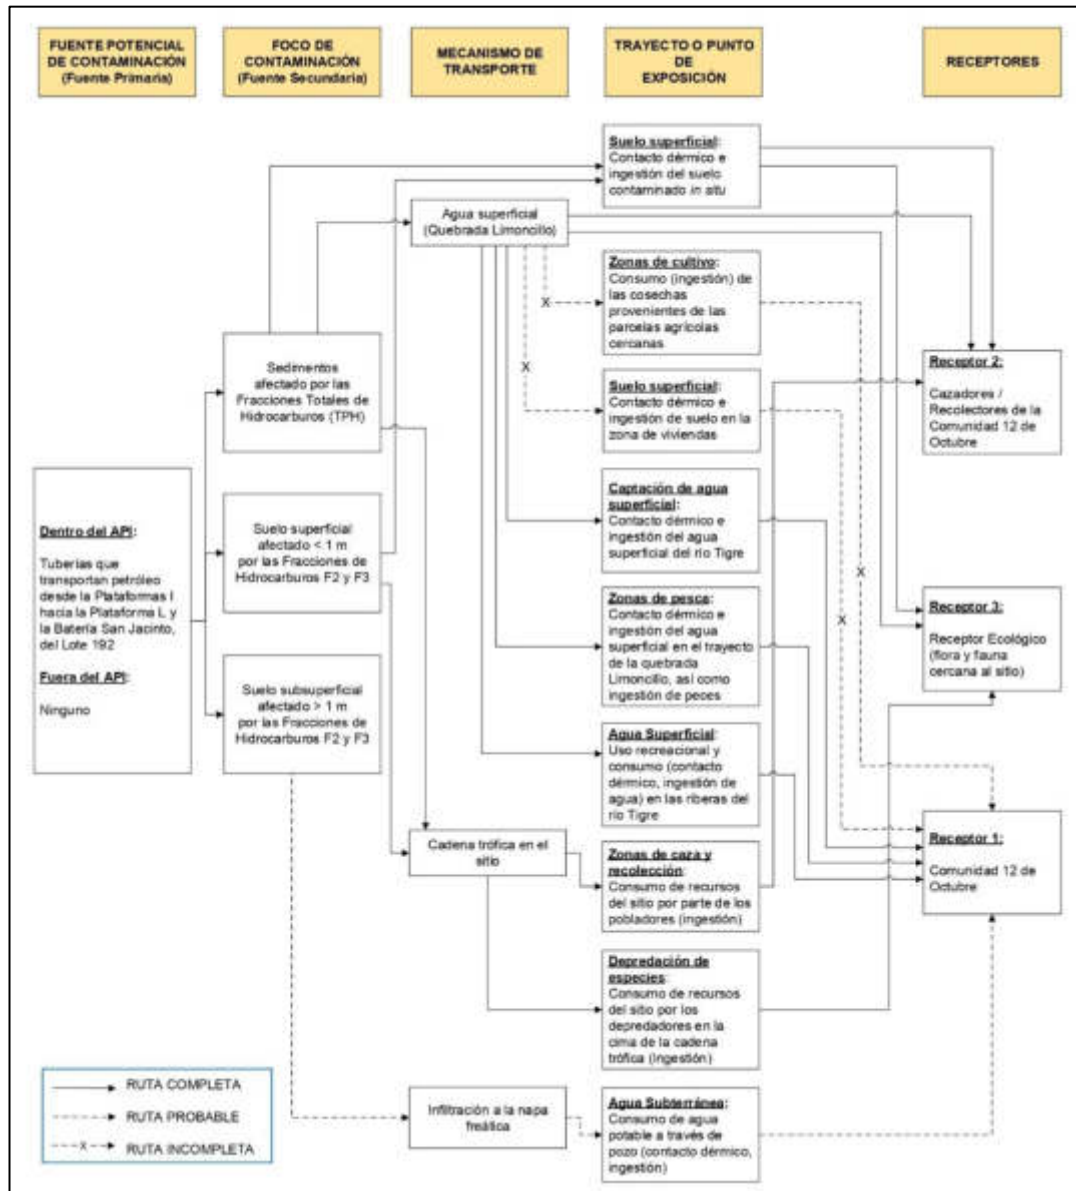 FUENTE POTENCIAL
DE CONTAMINACIÓN
(Fuente Primaria)
FOCO DE
CONTAMINACIÓN
(Fuente Secundaria)
MECANISMO DE
TRANSPORTE
TRAYECTO O PUNTO
DE
EXPOSICIÓN
RECEPTORES
Dentro del API:
Tuberías que
transportan petróleo
desde la Plataformas I
hacia la Plataforma L y
la Batería San Jacinto,
del Lote 192
Fuera del API:
Ninguno
Sedimentos
afectado por las
Fracciones Totales de
Hidrocarburos (TPH)
Suelo superficial
afectado < 1 m
por las Fracciones de
Hidrocarburos F2 y F3
Suelo subsuperficial
afectado > 1 m
por las Fracciones de
Hidrocarburos F2 y F3
Agua superficial
(Quebrada Limoncillo)
Cadena trófica en el
sitio
Infiltración a la napa
freática
Suelo superficial:
Contacto dérmico e
ingestión del suelo
contaminado in situ
Zonas de cultivo:
Consumo (ingestión) de
las cosechas
provenientes de las
parcelas agrícolas
cercanas
Suelo superficial:
Contacto dérmico e
ingestión de suelo en la
zona de viviendas
Captación de agua
superficial:
Contacto dérmico e
ingestión del agua
superficial del río Tigre
Zonas de pesca:
Contacto dérmico e
ingestión del agua
superficial en el trayecto
de la quebrada
Limoncillo, así como
ingestión de peces
Agua Superficial:
Uso recreacional y
consumo (contacto
dérmico, ingestión de
agua) en las riberas del
río Tigre
Zonas de caza y
recolección:
Consumo de recursos
del sitio por parte de los
pobladores (ingestión)
Depredación de
especies:
Consumo de recursos
del sitio por los
depredadores en la
cima de la cadena
trófica (Ingestión)
Agua Subterránea:
Consumo de agua
potable a través de
pozo (contacto dérmico,
ingestión)
Receptor 2:
Cazadores /
Recolectores de la
Comunidad 12 de
Octubre
Receptor 3:
Receptor Ecológico
(flora y fauna
cercana al sitio)
Receptor 1:
Comunidad 12 de
Octubre
X
X
X
X
RUTA COMPLETA
RUTA PROBABLE
X RUTA INCOMPLETA